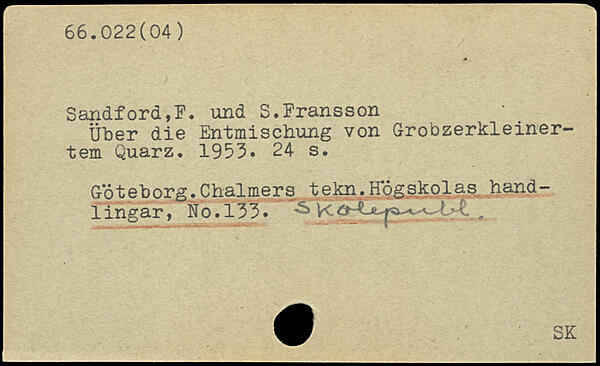 66.022(04)
Sandford,F. und S.Fransson
Über die Entmischung von Grobzerkleiner-
tem Quarz. 1953. 24 s.
Göteborg.Chalmers tekn.Högskolas hand-
lingar, No.133. Skolepubl.
SK